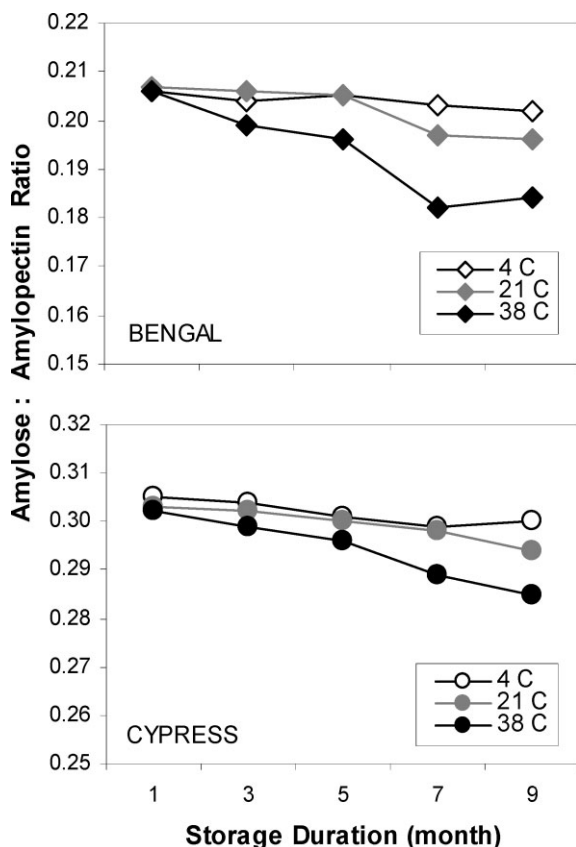 Amylose : Amylopectin Ratio
0.22
0.21
0.20
0.19
0.18
0.17
0.16
0.15
BENGAL
4 C
21 C
38 C
0.32
0.31
0.30
0.29
0.28
0.27
0.26
0.25
CYPRESS
4 C
21 C
38 C
1 3 5 7 9
Storage Duration (month)